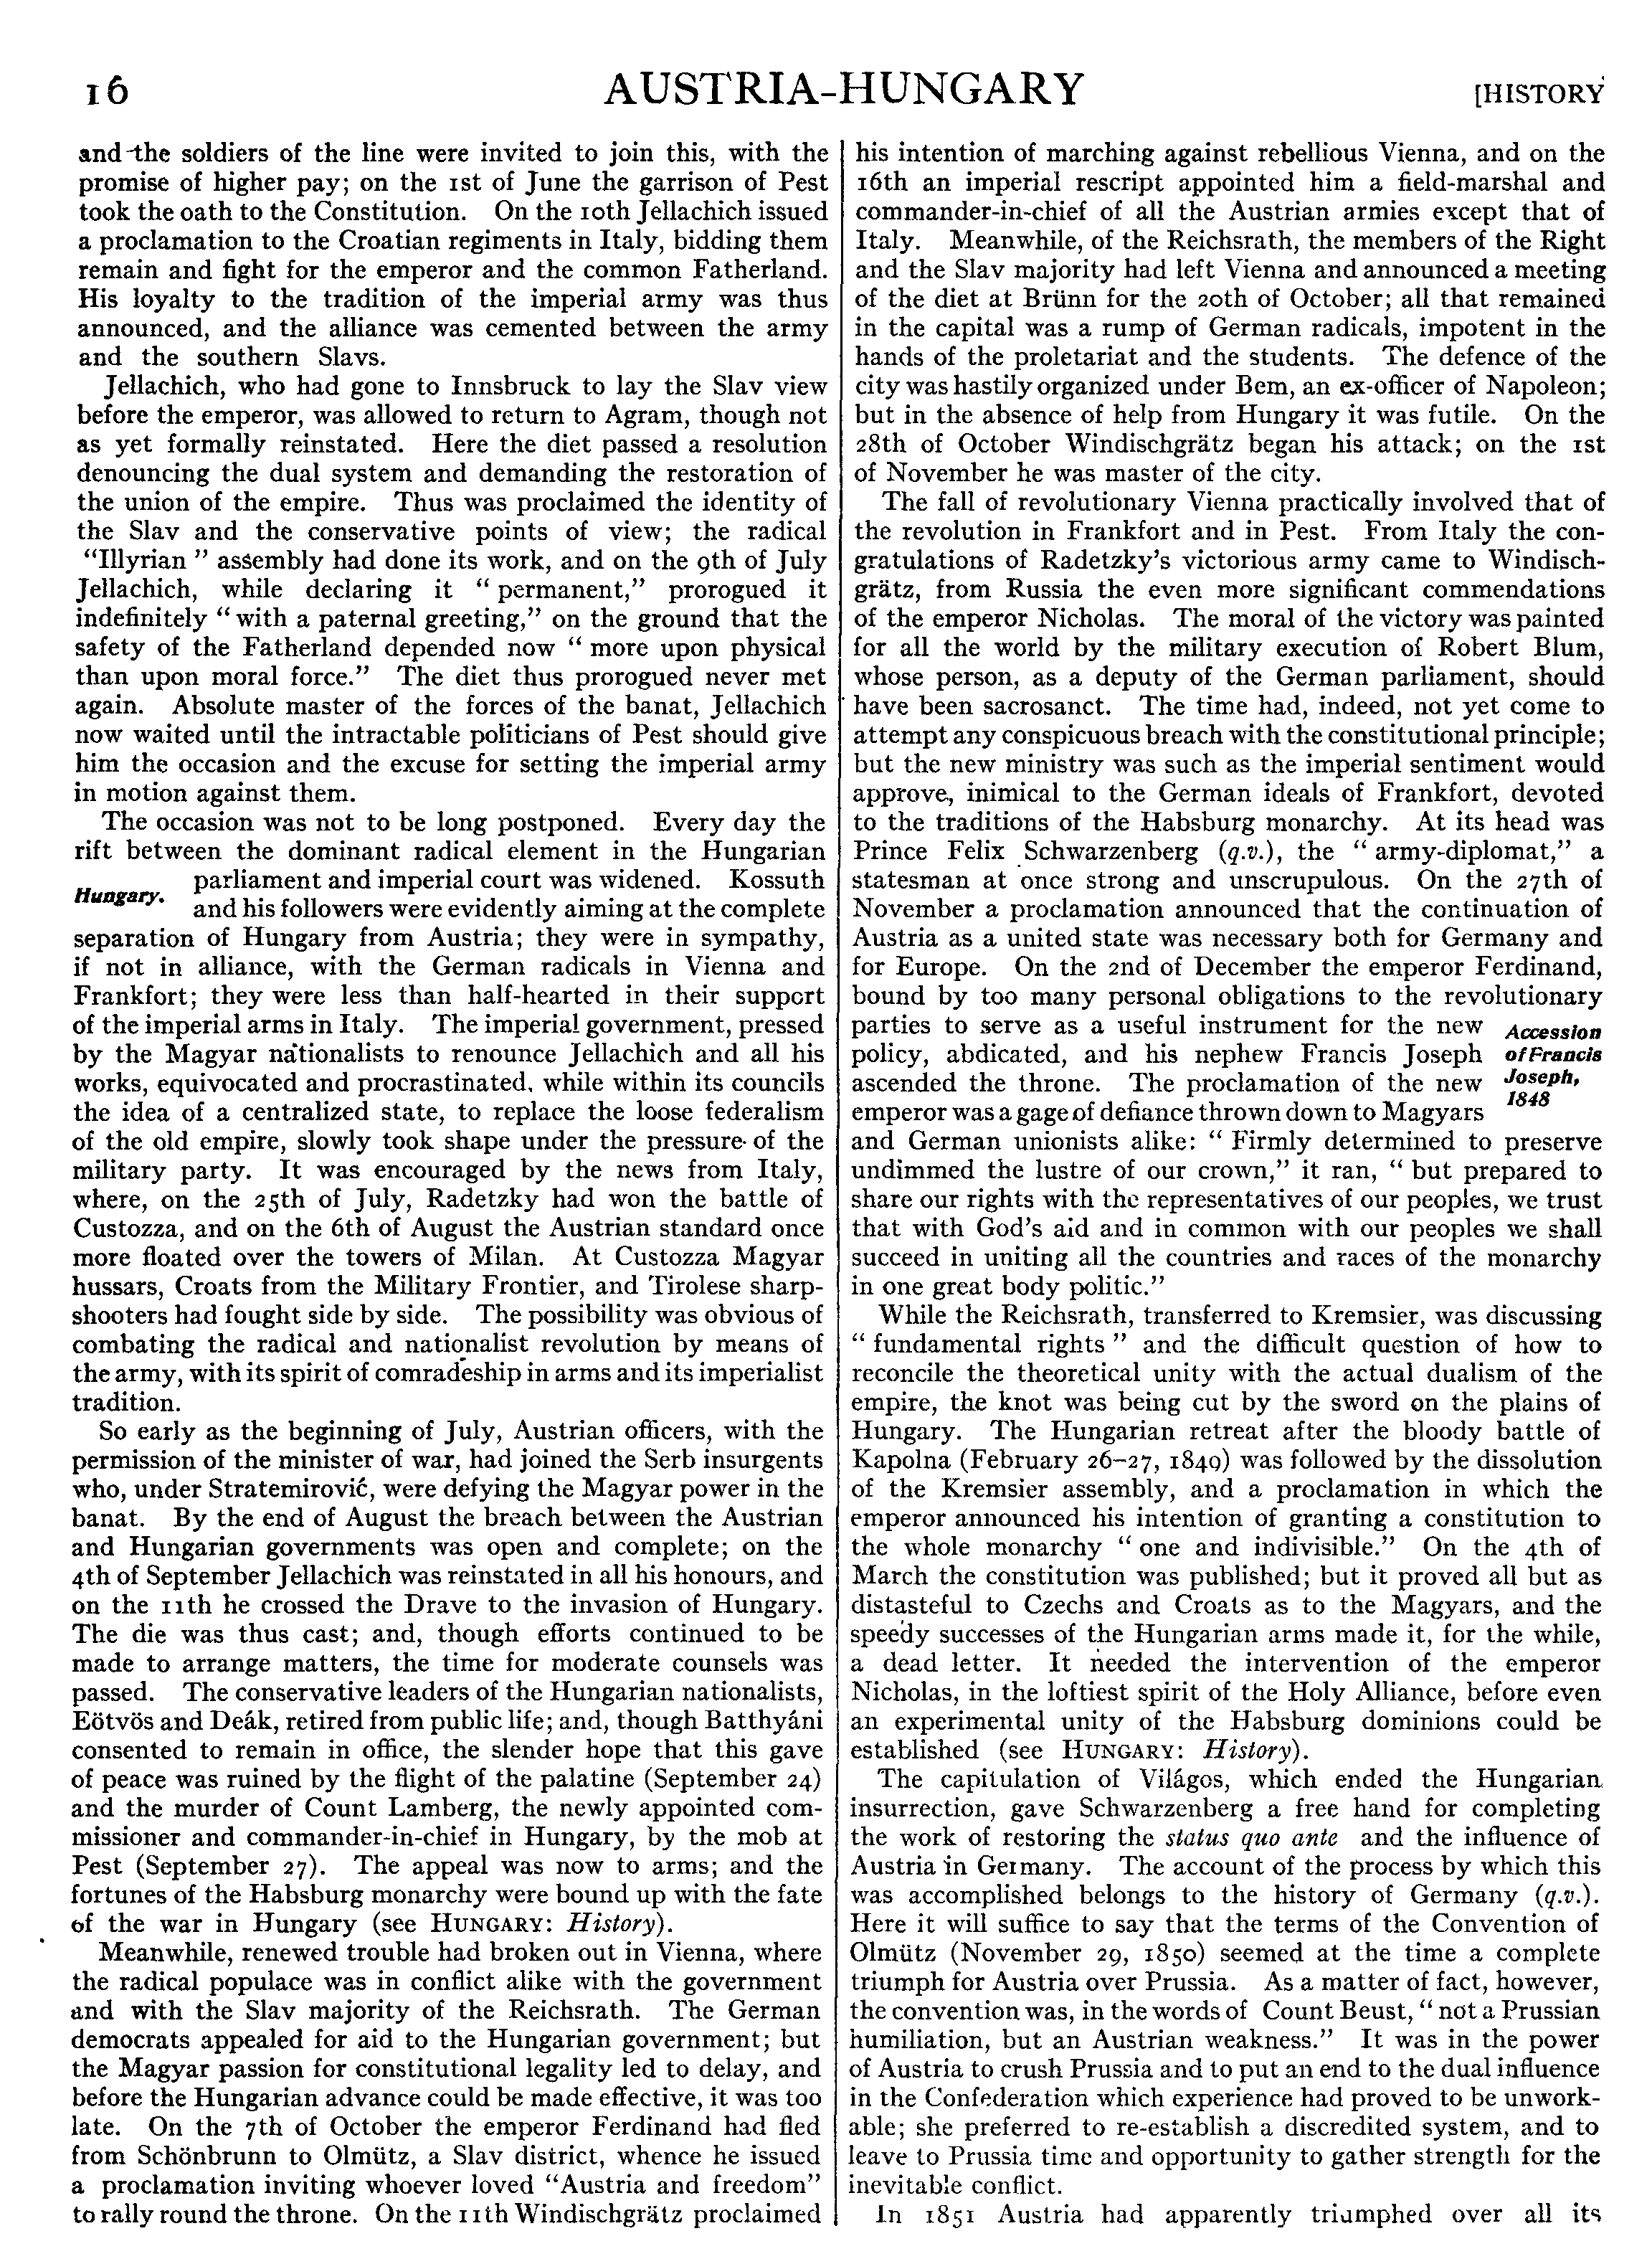 16
AUSTRIA-HUNGARY
[HISTORY
and the soldiers of the line were invited to join this, with the
promise of higher pay; on the 1st of June the garrison of Pest
took the oath to the Constitution. On the 10th Jellachich issued
a proclamation to the Croatian regiments in Italy, bidding them
remain and fight for the emperor and the common Fatherland.
His loyalty to the tradition of the imperial army was thus
announced, and the alliance was cemented between the army
and the southern Slavs.
Jellachich, who had gone to Innsbruck to lay the Slav view
before the emperor, was allowed to return to Agram, though not
as yet formally reinstated. Here the diet passed a resolution
denouncing the dual system and demanding the restoration of
the union of the empire. Thus was proclaimed the identity of
the Slav and the conservative points of view; the radical
“Illyrian ” assembly had done its work, and on the 9th of July
Jellachich, while declaring it “ permanent,” prorogued it
indefinitely “ with a paternal greeting,” on the ground that the
safety of the Fatherland depended now “ more upon physical
than upon moral force.” The diet thus prorogued never met
again. Absolute master of the forces of the banat, Jellachich
now waited until the intractable politicians of Pest should give
him the occasion and the excuse for setting the imperial army
in motion against them.
The occasion was not to be long postponed. Every day the
rift between the dominant radical element in the Hungarian
Hungary.
parliament and imperial court was widened. Kossuth
and his followers were evidently aiming at the complete
separation of Hungary from Austria; they were in sympathy,
if not in alliance, with the German radicals in Vienna and
Frankfort; they were less than half-hearted in their support
of the imperial arms in Italy. The imperial government, pressed
by the Magyar nationalists to renounce Jellachich and all his
works, equivocated and procrastinated, while within its councils
the idea of a centralized state, to replace the loose federalism
of the old empire, slowly took shape under the pressure of the
military party. It was encouraged by the news from Italy,
where, on the 25th of July, Radetzky had won the battle of
Custozza, and on the 6th of August the Austrian standard once
more floated over the towers of Milan. At Custozza Magyar
hussars, Croats from the Military Frontier, and Tirolese sharp-
shooters had fought side by side. The possibility was obvious of
combating the radical and nationalist revolution by means of
the army, with its spirit of comradeship in arms and its imperialist
tradition.
So early as the beginning of July, Austrian officers, with the
permission of the minister of war, had joined the Serb insurgents
who, under Stratemirović, were defying the Magyar power in the
banat. By the end of August the breach between the Austrian
and Hungarian governments was open and complete; on the
4th of September Jellachich was reinstated in all his honours, and
on the 11th he crossed the Drave to the invasion of Hungary.
The die was thus cast; and, though efforts continued to be
made to arrange matters, the time for moderate counsels was
passed. The conservative leaders of the Hungarian nationalists,
Eötvös and Deák, retired from public life; and, though Batthyáni
consented to remain in office, the slender hope that this gave
of peace was ruined by the flight of the palatine (September 24)
and the murder of Count Lamberg, the newly appointed com-
missioner and commander-in-chief in Hungary, by the mob at
Pest (September 27). The appeal was now to arms; and the
fortunes of the Habsburg monarchy were bound up with the fate
of the war in Hungary (see HUNGARY: History).
Meanwhile, renewed trouble had broken out in Vienna, where
the radical populace was in conflict alike with the government
and with the Slav majority of the Reichsrath. The German
democrats appealed for aid to the Hungarian government; but
the Magyar passion for constitutional legality led to delay, and
before the Hungarian advance could be made effective, it was too
late. On the 7th of October the emperor Ferdinand had fled
from Schönbrunn to Olmütz, a Slav district, whence he issued
a proclamation inviting whoever loved “Austria and freedom”
to rally round the throne. On the 11th Windischgrätz proclaimed
his intention of marching against rebellious Vienna, and on the
16th an imperial rescript appointed him a field-marshal and
commander-in-chief of all the Austrian armies except that of
Italy. Meanwhile, of the Reichsrath, the members of the Right
and the Slav majority had left Vienna and announced a meeting
of the diet at Brünn for the 20th of October; all that remained
in the capital was a rump of German radicals, impotent in the
hands of the proletariat and the students. The defence of the
city was hastily organized under Bem, an ex-officer of Napoleon;
but in the absence of help from Hungary it was futile. On the
28th of October Windischgrätz began his attack; on the 1st
of November he was master of the city.
The fall of revolutionary Vienna practically involved that of
the revolution in Frankfort and in Pest. From Italy the con-
gratulations of Radetzky’s victorious army came to Windisch-
grätz, from Russia the even more significant commendations
of the emperor Nicholas. The moral of the victory was painted
for all the world by the military execution of Robert Blum,
whose person, as a deputy of the German parliament, should
have been sacrosanct. The time had, indeed, not yet come to
attempt any conspicuous breach with the constitutional principle;
but the new ministry was such as the imperial sentiment would
approve, inimical to the German ideals of Frankfort, devoted
to the traditions of the Habsburg monarchy. At its head was
Prince Felix Schwarzenberg (q.v.), the “ army-diplomat,” a
statesman at once strong and unscrupulous. On the 27th of
November a proclamation announced that the continuation of
Austria as a united state was necessary both for Germany and
for Europe. On the 2nd of December the emperor Ferdinand,
bound by too many personal obligations to the revolutionary
parties to serve as a useful instrument for the new
policy, abdicated, and his nephew Francis Joseph
ascended the throne. The proclamation of the new
emperor was a gage of defiance thrown down to Magyars
Accession
of Francis
Joseph,
1848
and German unionists alike: “ Firmly determined to preserve
undimmed the lustre of our crown,” it ran, “ but prepared to
share our rights with the representatives of our peoples, we trust
that with God’s aid and in common with our peoples we shall
succeed in uniting all the countries and races of the monarchy
in one great body politic.”
While the Reichsrath, transferred to Kremsier, was discussing
“ fundamental rights ” and the difficult question of how to
reconcile the theoretical unity with the actual dualism of the
empire, the knot was being cut by the sword on the plains of
Hungary. The Hungarian retreat after the bloody battle of
Kapolna (February 26–27, 1849) was followed by the dissolution
of the Kremsier assembly, and a proclamation in which the
emperor announced his intention of granting a constitution to
the whole monarchy “ one and indivisible.” On the 4th of
March the constitution was published; but it proved all but as
distasteful to Czechs and Croats as to the Magyars, and the
speedy successes of the Hungarian arms made it, for the while,
a dead letter. It needed the intervention of the emperor
Nicholas, in the loftiest spirit of the Holy Alliance, before even
an experimental unity of the Habsburg dominions could be
established (see HUNGARY: History).
The capitulation of Világos, which ended the Hungarian
insurrection, gave Schwarzenberg a free hand for completing
the work of restoring the status quo ante and the influence of
Austria in Germany. The account of the process by which this
was accomplished belongs to the history of Germany (q.v.).
Here it will suffice to say that the terms of the Convention of
Olmütz (November 29, 1850) seemed at the time a complete
triumph for Austria over Prussia. As a matter of fact, however,
the convention was, in the words of Count Beust, “ not a Prussian
humiliation, but an Austrian weakness.” It was in the power
of Austria to crush Prussia and to put an end to the dual influence
in the Confederation which experience had proved to be unwork-
able; she preferred to re-establish a discredited system, and to
leave to Prussia time and opportunity to gather strength for the
inevitable conflict.
In 1851 Austria had apparently triumphed over all its